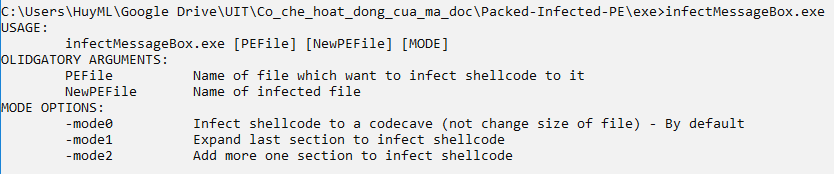 C:\Users\HuyML\Google Drive\UIT\Co_che_hoat_dong_cua_ma_doc\Packed-Infected-PE\exe>infectMessageBox.exe
USAGE:
infectMessageBox.exe [PEFile] [NewPEFile] [MODE]
OLIDGATORY ARGUMENTS:
PEFile Name of file which want to infect shellcode to it
NewPEFile Name of infected file
MODE OPTIONS:
-mode0 Infect shellcode to a codecave (not change size of file) - By default
-mode1 Expand last section to infect shellcode
-mode2 Add more one section to infect shellcode